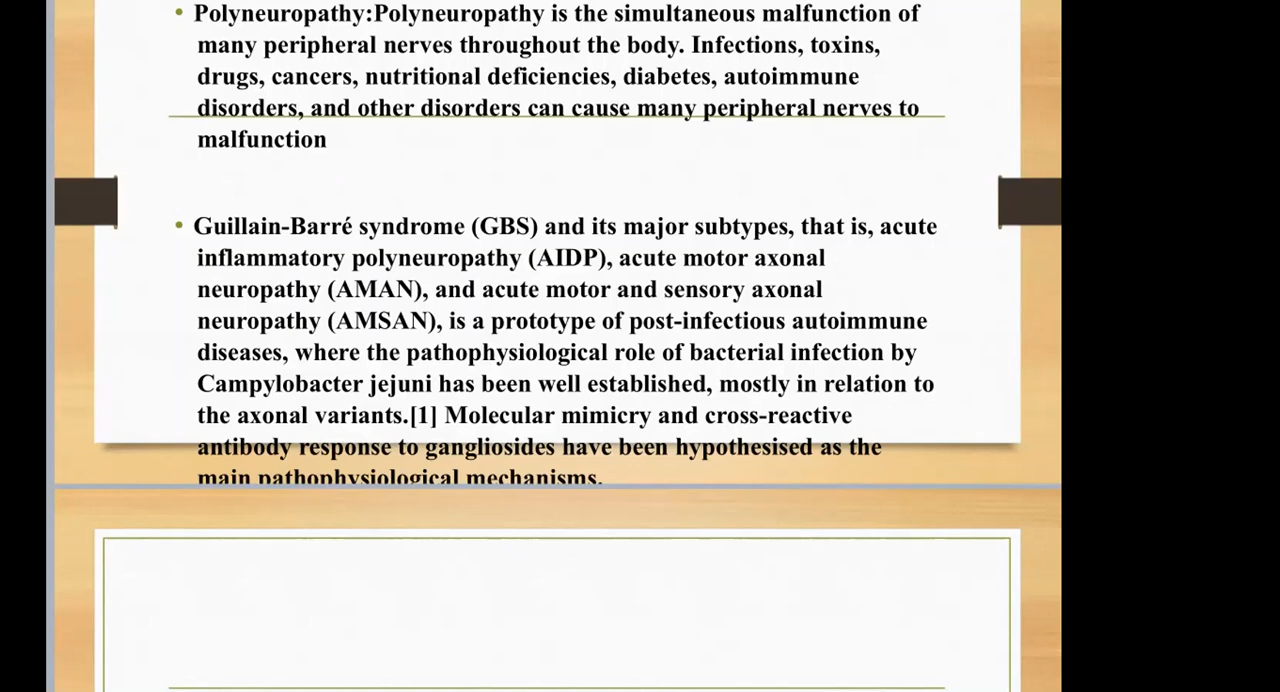 • Polyneuropathy:Polyneuropathy is the simultaneous malfunction of
many peripheral nerves throughout the body. Infections, toxins,
drugs, cancers, nutritional deficiencies, diabetes, autoimmune
disorders, and other disorders can cause many peripheral nerves to
malfunction
• Guillain-Barré syndrome (GBS) and its major subtypes, that is, acute
inflammatory polyneuropathy (AIDP), acute motor axonal
neuropathy (AMAN), and acute motor and sensory axonal
neuropathy (AMSAN), is a prototype of post-infectious autoimmune
diseases, where the pathophysiological role of bacterial infection by
Campylobacter jejuni has been well established, mostly in relation to
the axonal variants.[1] Molecular mimicry and cross-reactive
antibody response to gangliosides have been hypothesised as the
main pathophysiological mechanisms.